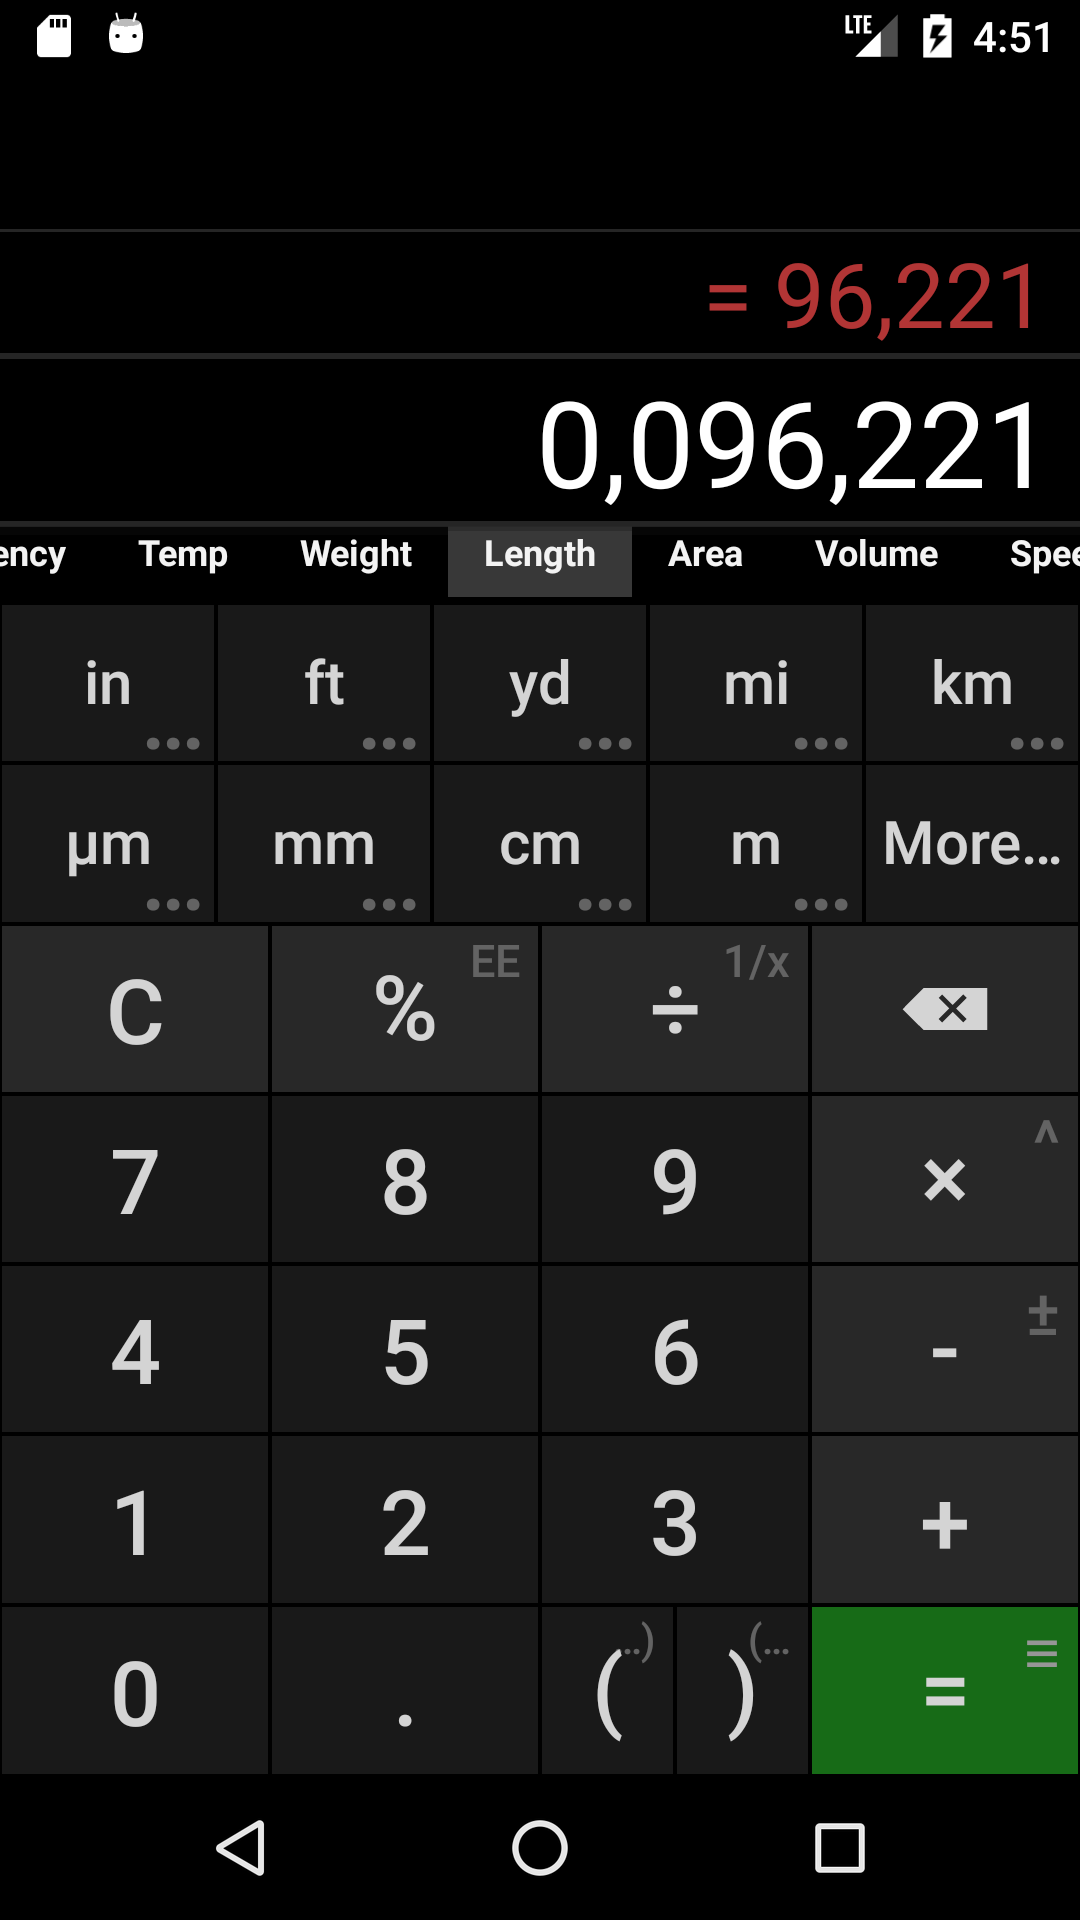 LTE 4:51
= 96,221
0,096,221
ency Temp Weight Length Area Volume Spee
in ft yd mi km
µm mm cm m More...
C % EE ÷ 1/x
7 8 9 × ^
4 5 6 - ±
1 2 3 +
0 . ( ..) ) (... =